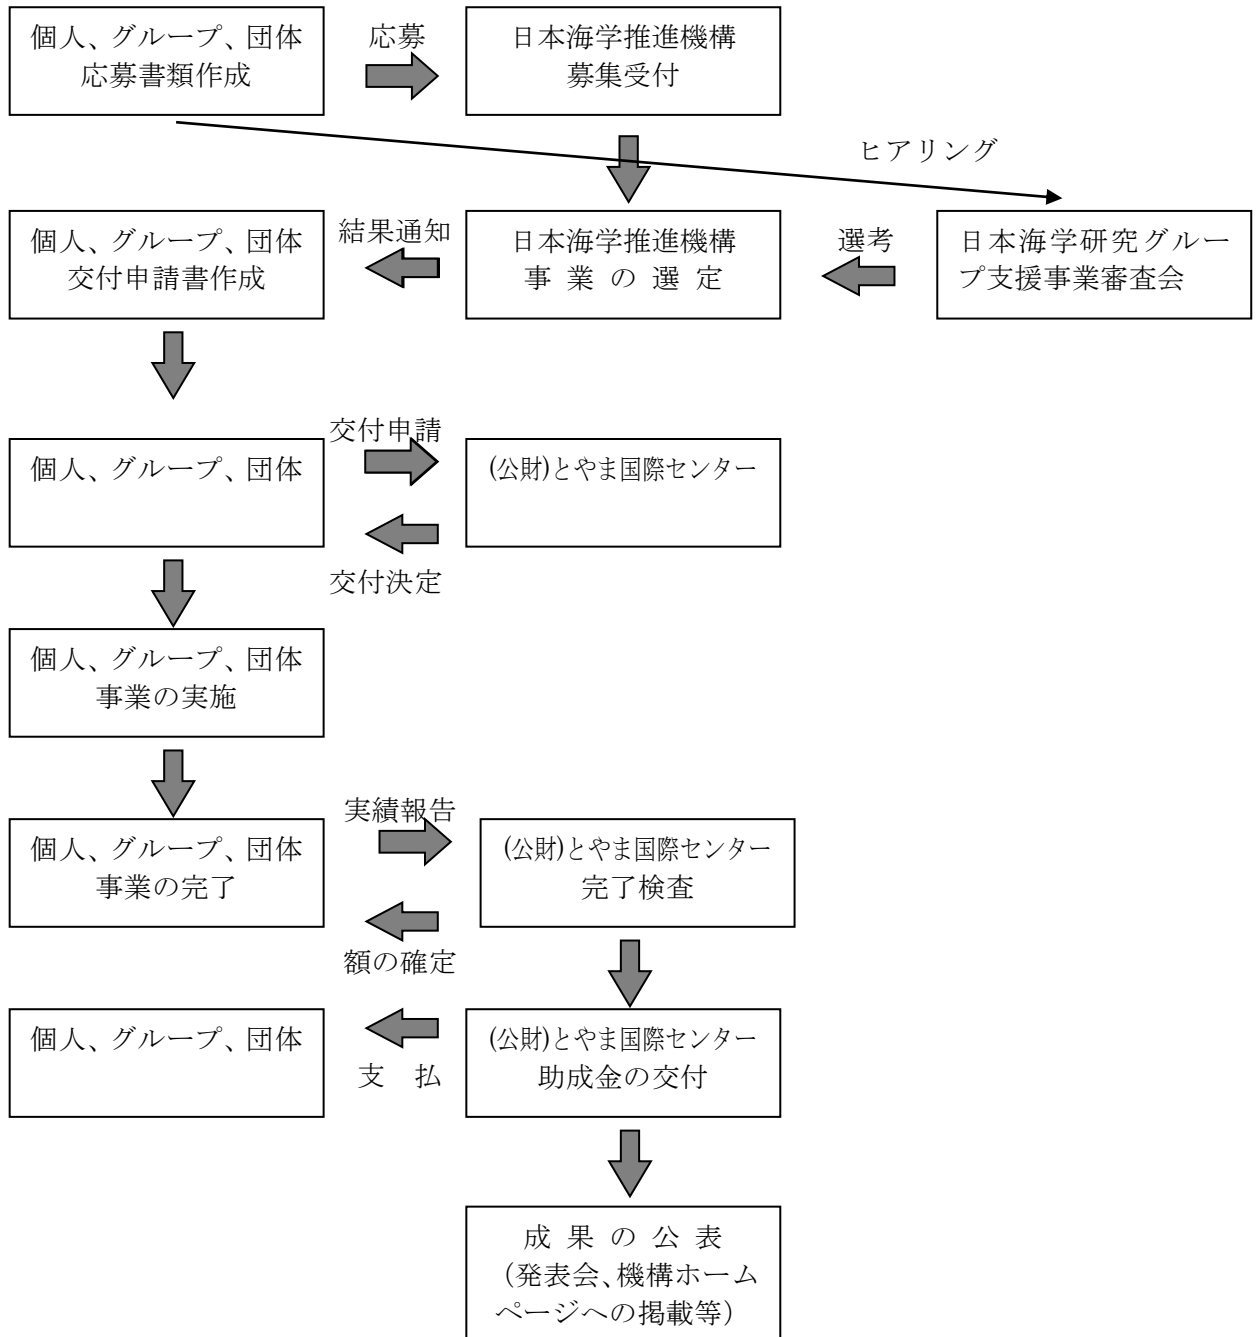 個人、グループ、団体
応募書類作成
応募
日本海学推進機構
募集受付
ヒアリング
個人、グループ、団体
交付申請書作成
結果通知
日本海学推進機構
事業の選定
選考
日本海学研究グルー
プ支援事業審査会
個人、グループ、団体
交付申請
(公財)とやま国際センター
交付決定
個人、グループ、団体
事業の実施
個人、グループ、団体
事業の完了
実績報告
(公財)とやま国際センター
完了検査
額の確定
個人、グループ、団体
支 払
(公財)とやま国際センター
助成金の交付
成果の公表
（発表会、機構ホーム
ページへの掲載等）